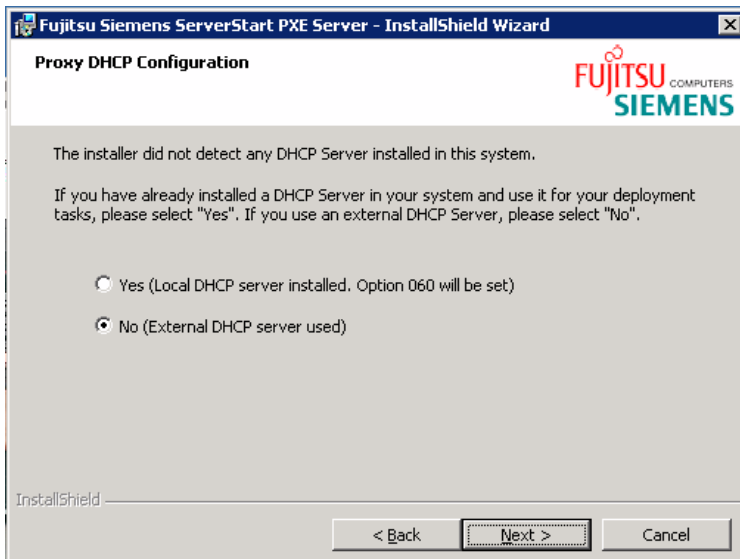 Fujitsu Siemens ServerStart PXE Server - InstallShield Wizard
Proxy DHCP Configuration
FUJITSU COMPUTERS
SIEMENS
The installer did not detect any DHCP Server installed in this system.
If you have already installed a DHCP Server in your system and use it for your deployment
tasks, please select "Yes". If you use an external DHCP Server, please select "No".
Yes (Local DHCP server installed. Option 060 will be set)
No (External DHCP server used)
InstallShield
< Back Next > Cancel